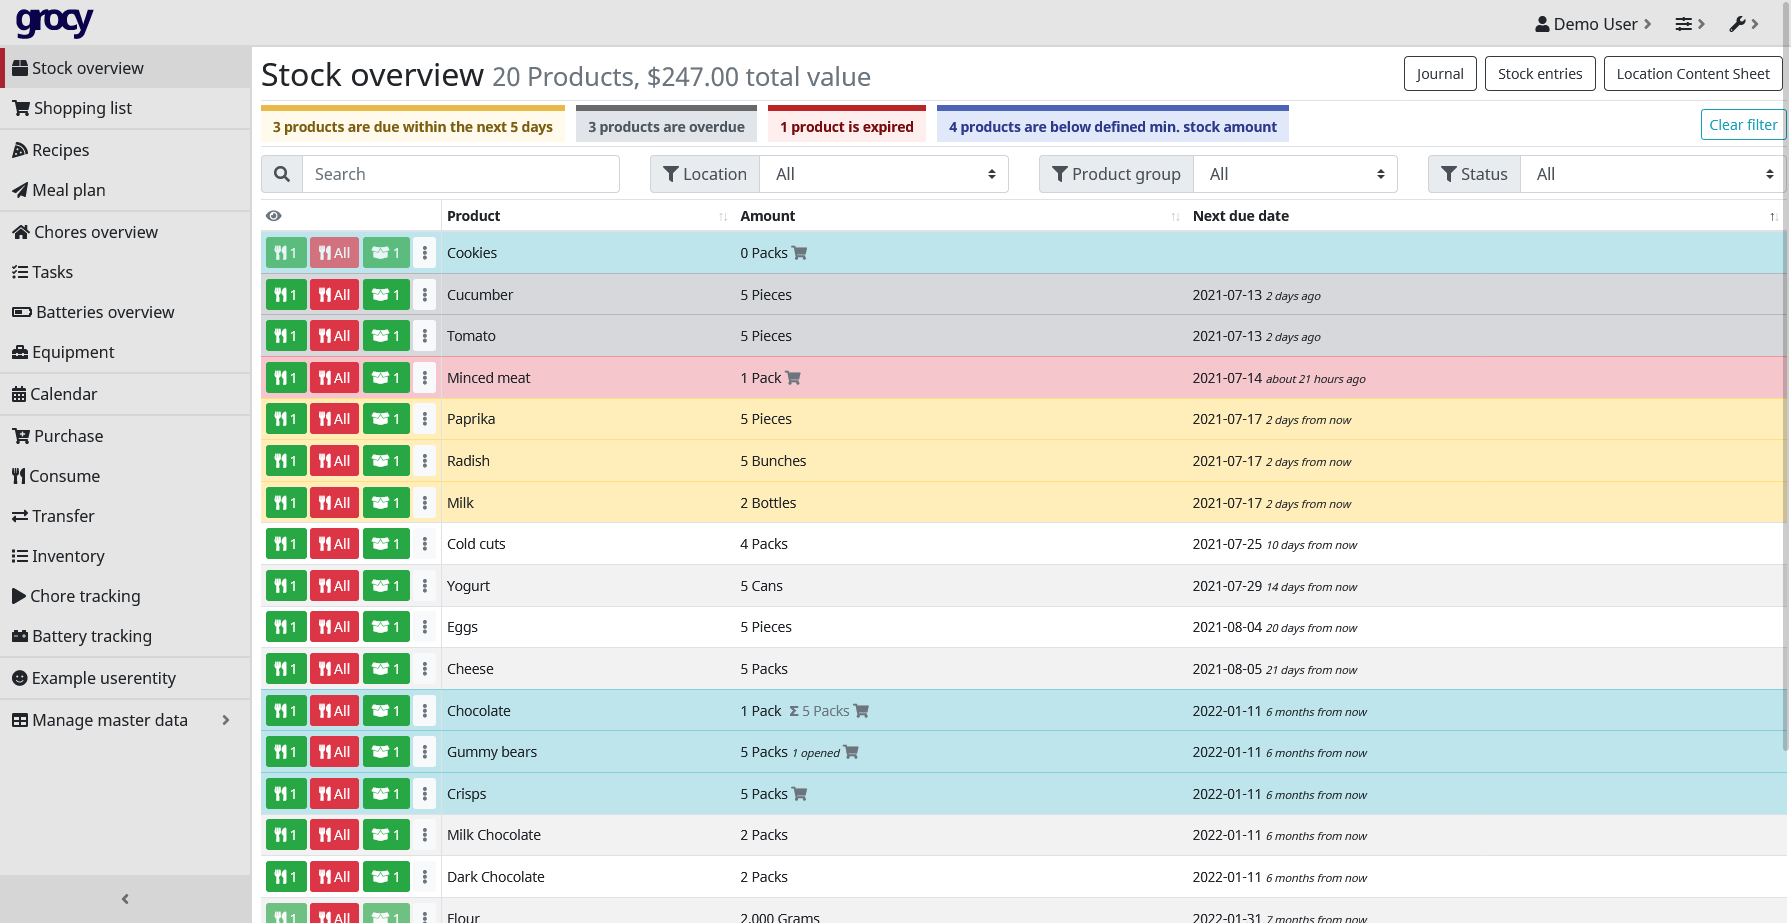 grocy
Demo User
Stock overview
Shopping list
Recipes
Meal plan
Chores overview
Tasks
Batteries overview
Equipment
Calendar
Purchase
Consume
Transfer
Inventory
Chore tracking
Battery tracking
Example userentity
Manage master data
Stock overview 20 Products, $247.00 total value
Journal Stock entries Location Content Sheet
3 products are due within the next 5 days 3 products are overdue 1 product is expired 4 products are below defined min. stock amount Clear filter
Search Location All Product group All Status All
Product Amount Next due date
1 All 1 Cookies 0 Packs
1 All 1 Cucumber 5 Pieces 2021-07-13 2 days ago
1 All 1 Tomato 5 Pieces 2021-07-13 2 days ago
1 All 1 Minced meat 1 Pack 2021-07-14 about 21 hours ago
1 All 1 Paprika 5 Pieces 2021-07-17 2 days from now
1 All 1 Radish 5 Bunches 2021-07-17 2 days from now
1 All 1 Milk 2 Bottles 2021-07-17 2 days from now
1 All 1 Cold cuts 4 Packs 2021-07-25 10 days from now
1 All 1 Yogurt 5 Cans 2021-07-29 14 days from now
1 All 1 Eggs 5 Pieces 2021-08-04 20 days from now
1 All 1 Cheese 5 Packs 2021-08-05 21 days from now
1 All 1 Chocolate 1 Pack Σ 5 Packs 2022-01-11 6 months from now
1 All 1 Gummy bears 5 Packs 1 opened 2022-01-11 6 months from now
1 All 1 Crisps 5 Packs 2022-01-11 6 months from now
1 All 1 Milk Chocolate 2 Packs 2022-01-11 6 months from now
1 All 1 Dark Chocolate 2 Packs 2022-01-11 6 months from now
1 All 1 Flour 2,000 Grams 2022-01-31 7 months from now